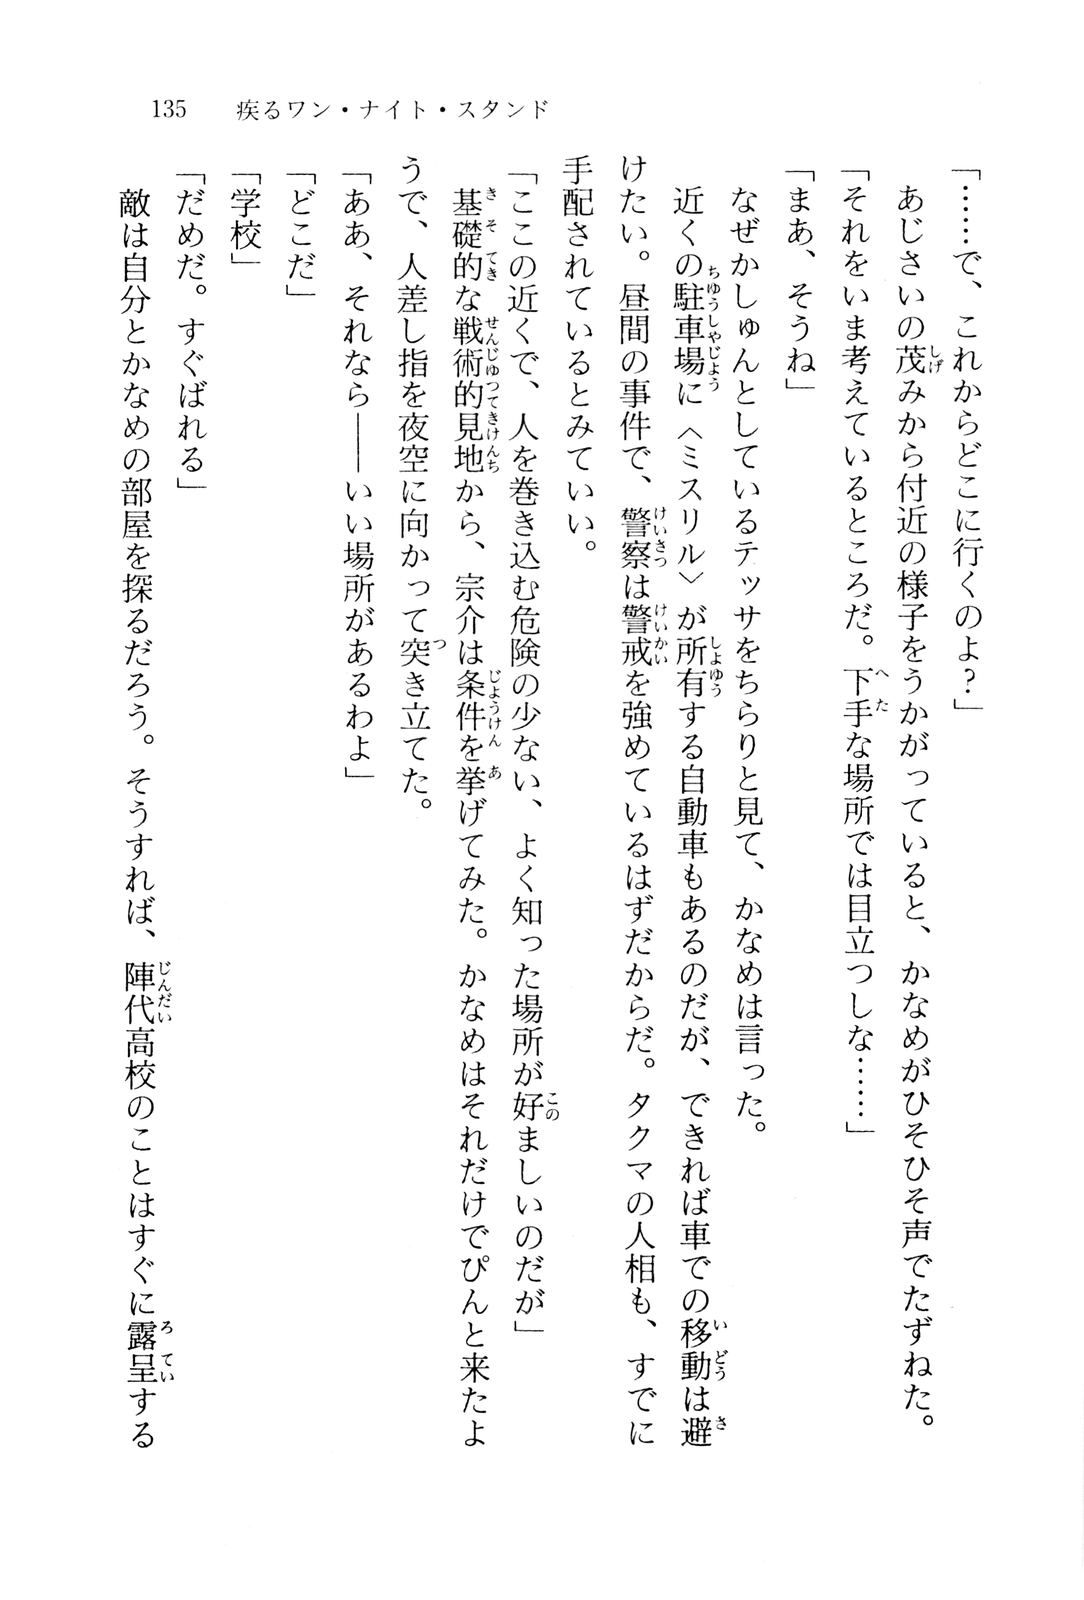 135　疾るワン・ナイト・スタンド
「……で、これからどこに行くのよ？」
　あじさいの茂みから付近の様子をうかがっていると、かなめがひそひそ声でたずねた。
「それをいま考えているところだ。下手な場所では目立つしな……」
「まあ、そうね」
　なぜかしゅんとしているテッサをちらりと見て、かなめは言った。
　近くの駐車場に〈ミスリル〉が所有する自動車もあるのだが、できれば車での移動は避
けたい。昼間の事件で、警察は警戒を強めているはずだからだ。タクマの人相も、すでに
手配されているとみていい。
「ここの近くで、人を巻き込む危険の少ない、よく知った場所が好ましいのだが」
　基礎的な戦術的見地から、宗介は条件を挙げてみた。かなめはそれだけでぴんと来たよ
うで、人差し指を夜空に向かって突き立てた。
「ああ、それなら――いい場所があるわよ」
「どこだ」
「学校」
「だめだ。すぐばれる」
　敵は自分とかなめの部屋を探るだろう。そうすれば、陣代高校のことはすぐに露呈する